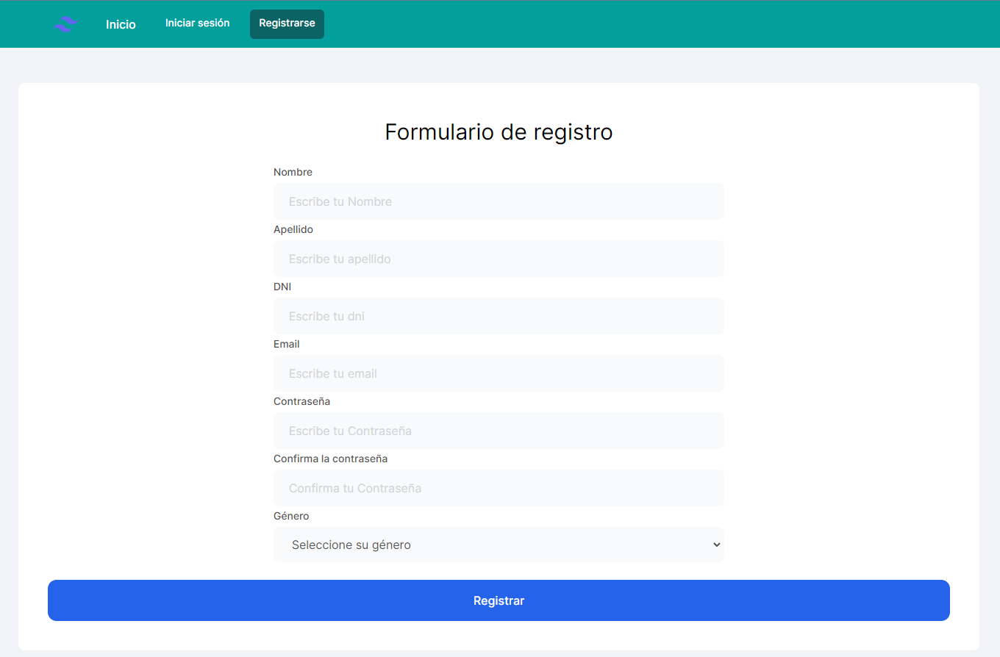 Inicio
Iniciar sesión
Registrarse
Formulario de registro
Nombre
Escribe tu Nombre
Apellido
Escribe tu apellido
DNI
Escribe tu dni
Email
Escribe tu email
Contraseña
Escribe tu Contraseña
Confirma la contraseña
Confirma tu Contraseña
Género
Seleccione su género
Registrar